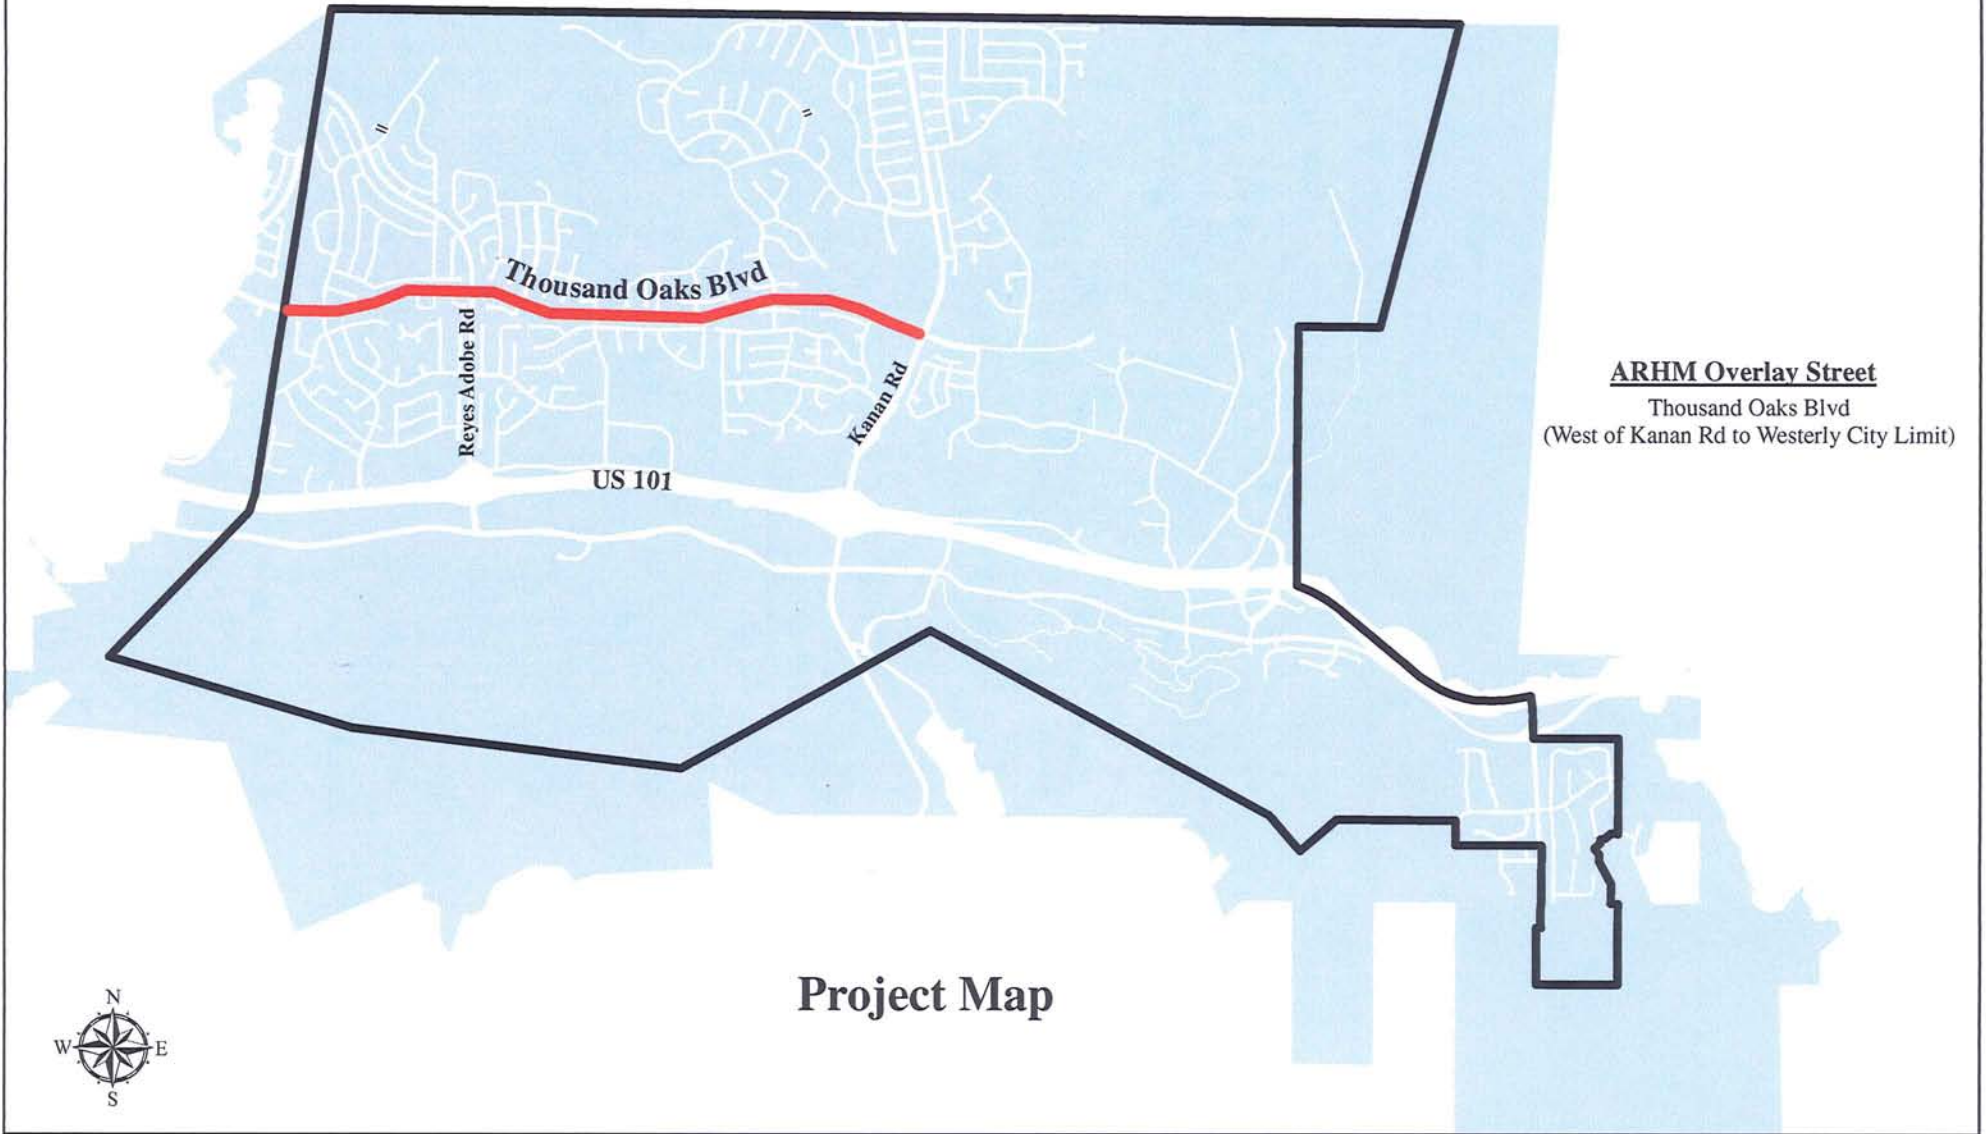 Thousand Oaks Blvd
Reyes Adobe Rd
Kanan Rd
US 101
ARHM Overlay Street
Thousand Oaks Blvd
(West of Kanan Rd to Westerly City Limit)
Project Map
N
W E
S